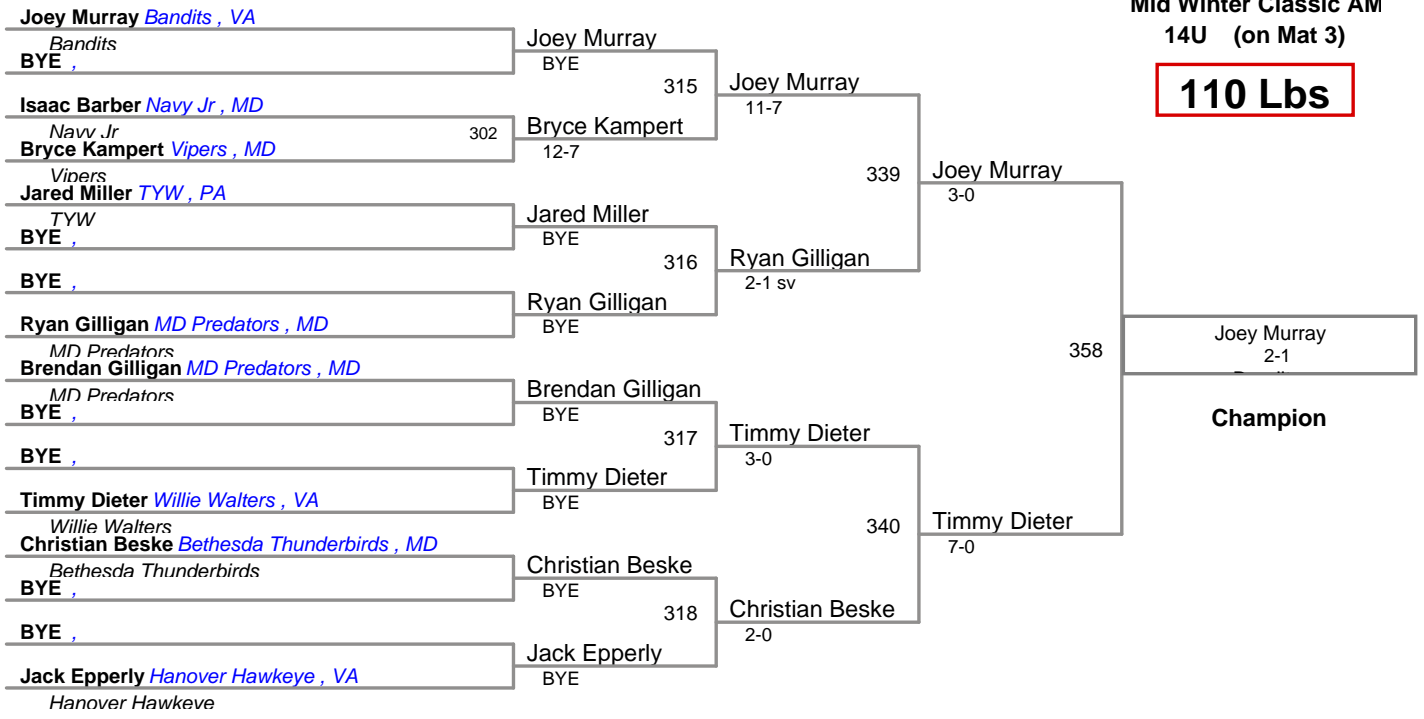 Mid Winter Classic AM
14U (on Mat 3)
110 Lbs
Joey Murray Bandits , VA
Bandits
BYE ,
Isaac Barber Navy Jr , MD
Navy Jr
Bryce Kampert Vipers , MD
Vipers
Jared Miller TYW , PA
TYW
BYE ,
BYE ,
Ryan Gilligan MD Predators , MD
MD Predators
Brendan Gilligan MD Predators , MD
MD Predators
BYE ,
BYE ,
Timmy Dieter Willie Walters , VA
Willie Walters
Christian Beske Bethesda Thunderbirds , MD
Bethesda Thunderbirds
BYE ,
BYE ,
Jack Epperly Hanover Hawkeye , VA
Hanover Hawkeye
302
Joey Murray
BYE
Bryce Kampert
12-7
Jared Miller
BYE
Ryan Gilligan
BYE
Brendan Gilligan
BYE
Timmy Dieter
BYE
Christian Beske
BYE
Jack Epperly
BYE
315
316
317
318
Joey Murray
11-7
Ryan Gilligan
2-1 sv
Timmy Dieter
3-0
Christian Beske
2-0
339
340
Joey Murray
3-0
Timmy Dieter
7-0
358
Joey Murray
2-1
Champion